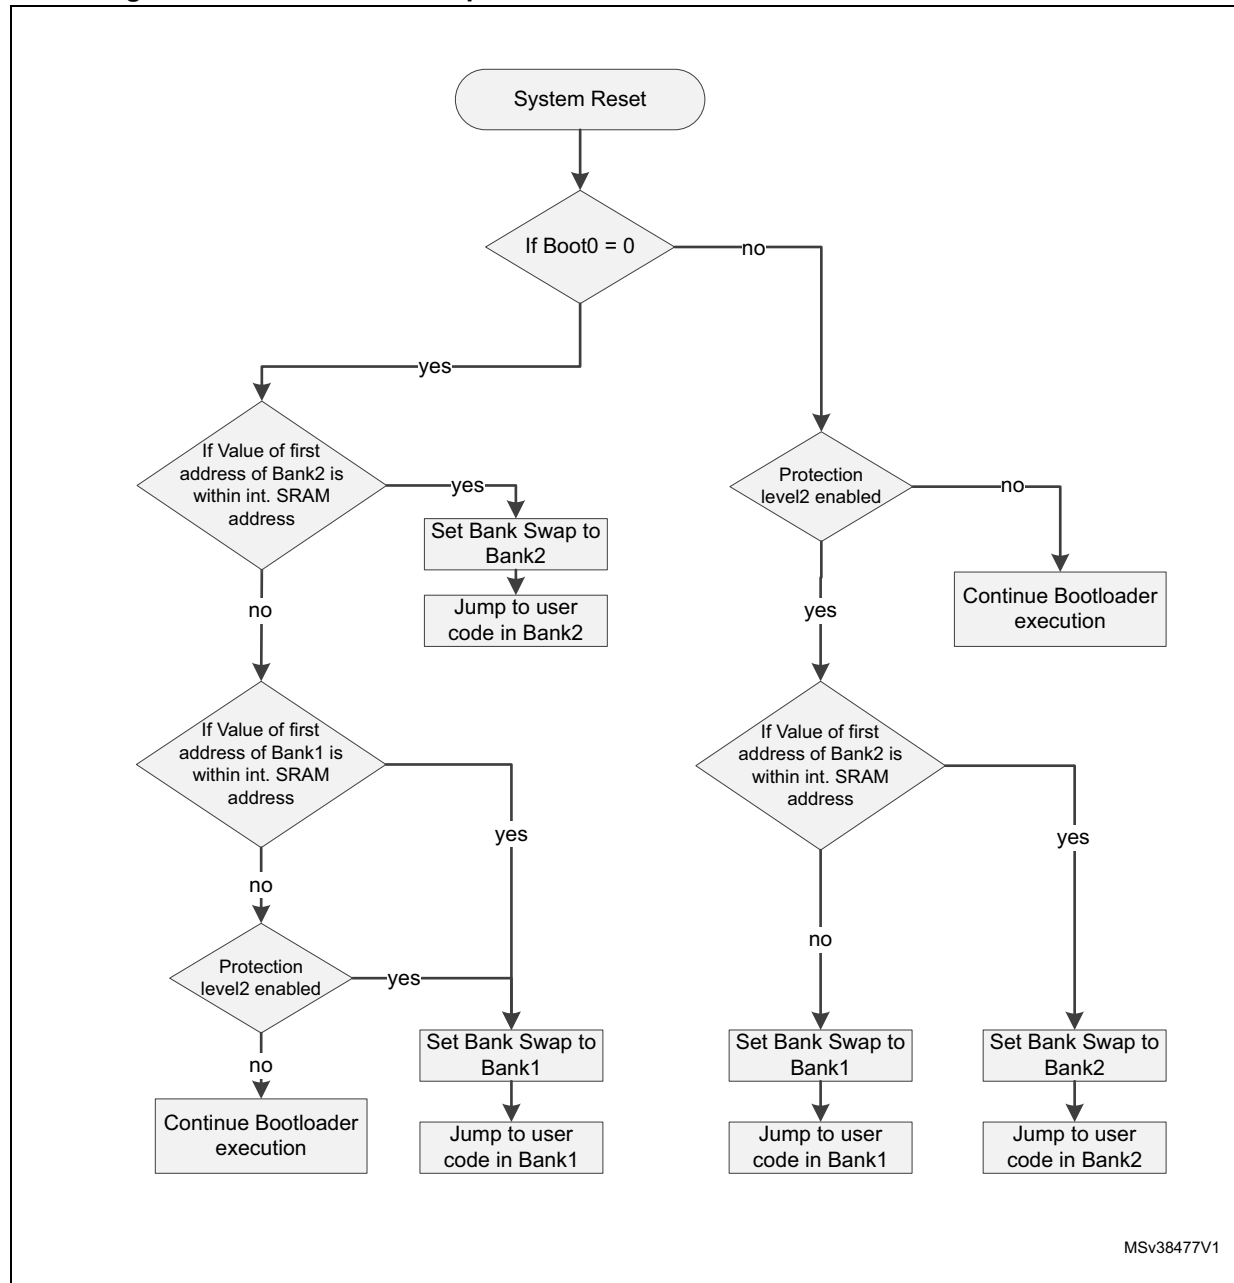 System Reset
If Boot0 = 0
no
yes
If Value of first
address of Bank2 is
within int. SRAM
address
yes
Set Bank Swap to
Bank2
Jump to user
code in Bank2
no
If Value of first
address of Bank1 is
within int. SRAM
address
yes
no
Protection
level2 enabled
yes
no
Continue Bootloader
execution
Set Bank Swap to
Bank1
Jump to user
code in Bank1
Protection
level2 enabled
no
Continue Bootloader
execution
yes
If Value of first
address of Bank2 is
within int. SRAM
address
no
yes
Set Bank Swap to
Bank1
Jump to user
code in Bank1
Set Bank Swap to
Bank2
Jump to user
code in Bank2
MSv38477V1